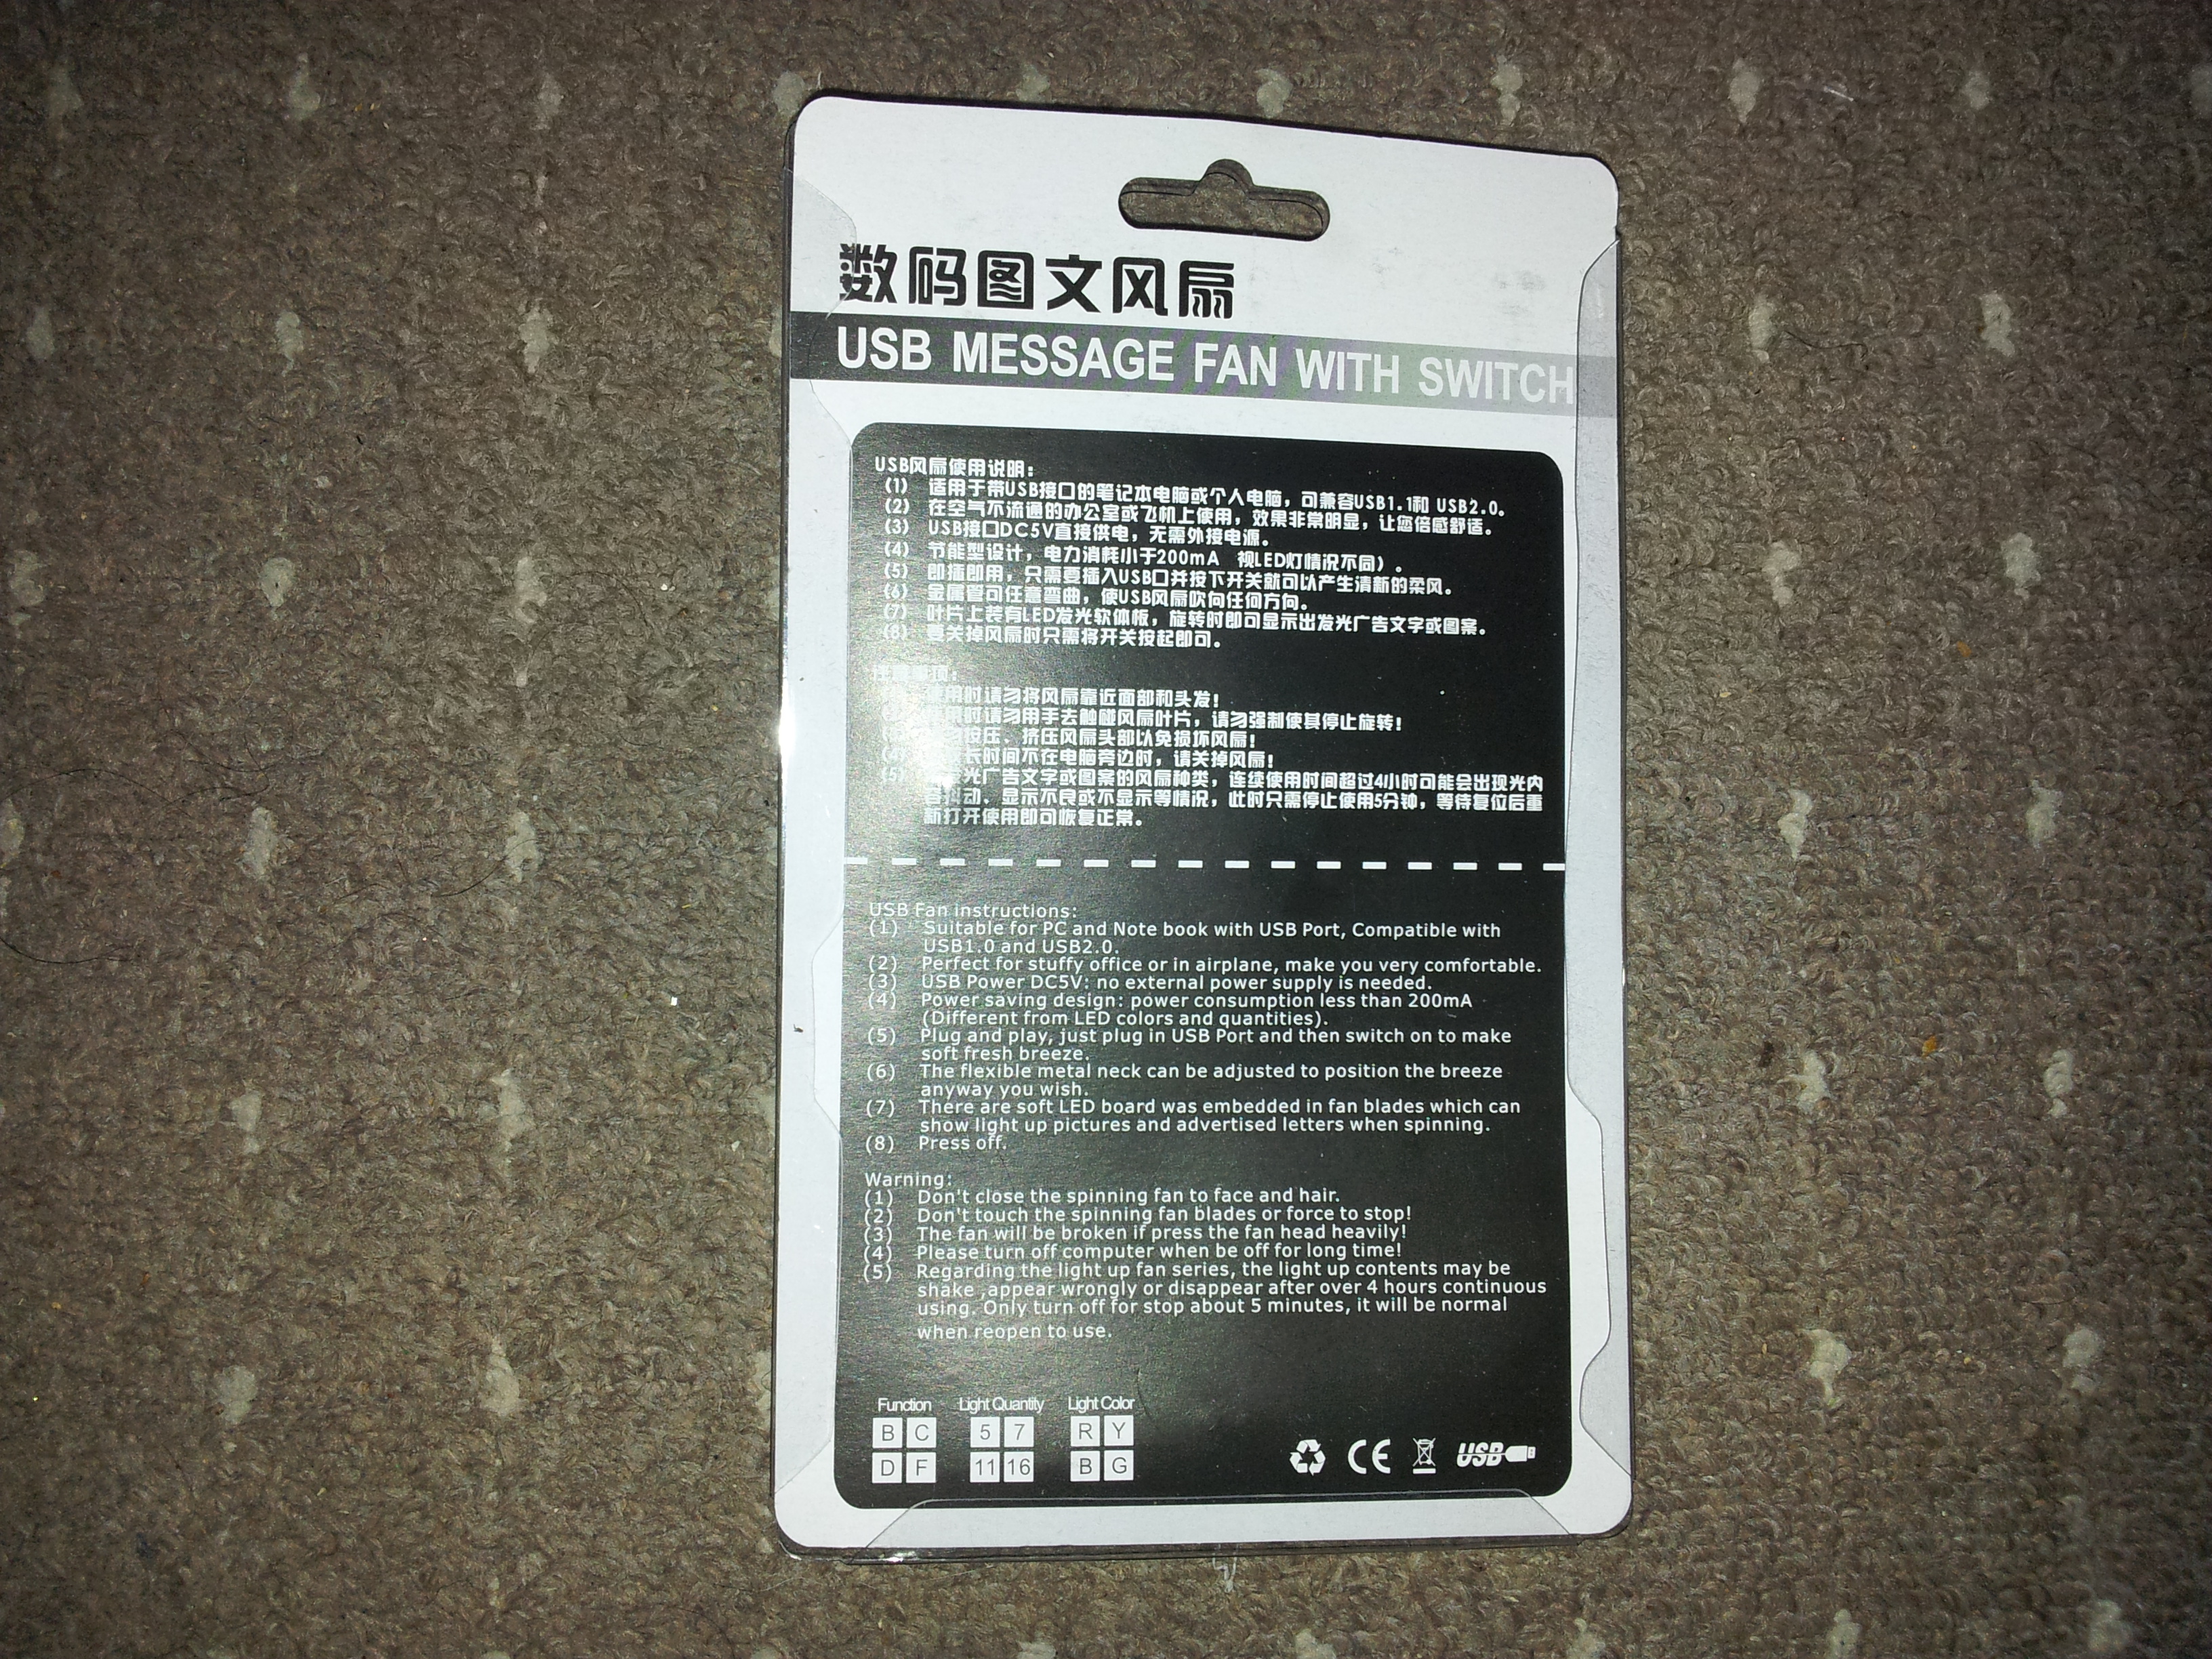 数码图文风扇
USB MESSAGE FAN WITH SWITCH
USB风扇使用说明:
(1) 适用于带USB接口的笔记本电脑或个人电脑，可兼容USB1.1和 USB2.0。
(2) 在空气不流通的办公室或飞机上使用，效果非常明显，让您倍感舒适。
(3) USB接口DC5V直接供电，无需外接电源。
(4) 节能型设计，电力消耗小于200mA 视LED灯情况不同）。
(5) 即插即用，只需要插入USB口并按下开关就可以产生清新的柔风。
(6) 金属管可任意弯曲，使USB风扇吹向任何方向。
(7) 叶片上装有LED发光软体板，旋转时即可显示出发光广告文字或图案。
(8) 要关掉风扇时只需将开关按起即可。
注意事项:
使用时请勿将风扇靠近面部和头发!
使用时请勿用手去触碰风扇叶片，请勿强制使其停止旋转!
按压、挤压风扇头部以免损坏风扇!
(4) 长时间不在电脑旁边时，请关掉风扇!
(5) 光广告文字或图案的风扇种类，连续使用时间超过4小时可能会出现光内
容抖动、显示不良或不显示等情况，此时只需停止使用5分钟，等待复位后重
新打开使用即可恢复正常。
USB Fan instructions:
(1) Suitable for PC and Note book with USB Port, Compatible with
USB1.0 and USB2.0.
(2) Perfect for stuffy office or in airplane, make you very comfortable.
(3) USB Power DC5V: no external power supply is needed.
(4) Power saving design: power consumption less than 200mA
(Different from LED colors and quantities).
(5) Plug and play, just plug in USB Port and then switch on to make
soft fresh breeze.
(6) The flexible metal neck can be adjusted to position the breeze
anyway you wish.
(7) There are soft LED board was embedded in fan blades which can
show light up pictures and advertised letters when spinning.
(8) Press off.
Warning:
(1) Don't close the spinning fan to face and hair.
(2) Don't touch the spinning fan blades or force to stop!
(3) The fan will be broken if press the fan head heavily!
(4) Please turn off computer when be off for long time!
(5) Regarding the light up fan series, the light up contents may be
shake ,appear wrongly or disappear after over 4 hours continuous
using. Only turn off for stop about 5 minutes, it will be normal
when reopen to use.
Function Light Quantity Light Color
B C 5 7 R Y
D F 11 16 B G
CE USB